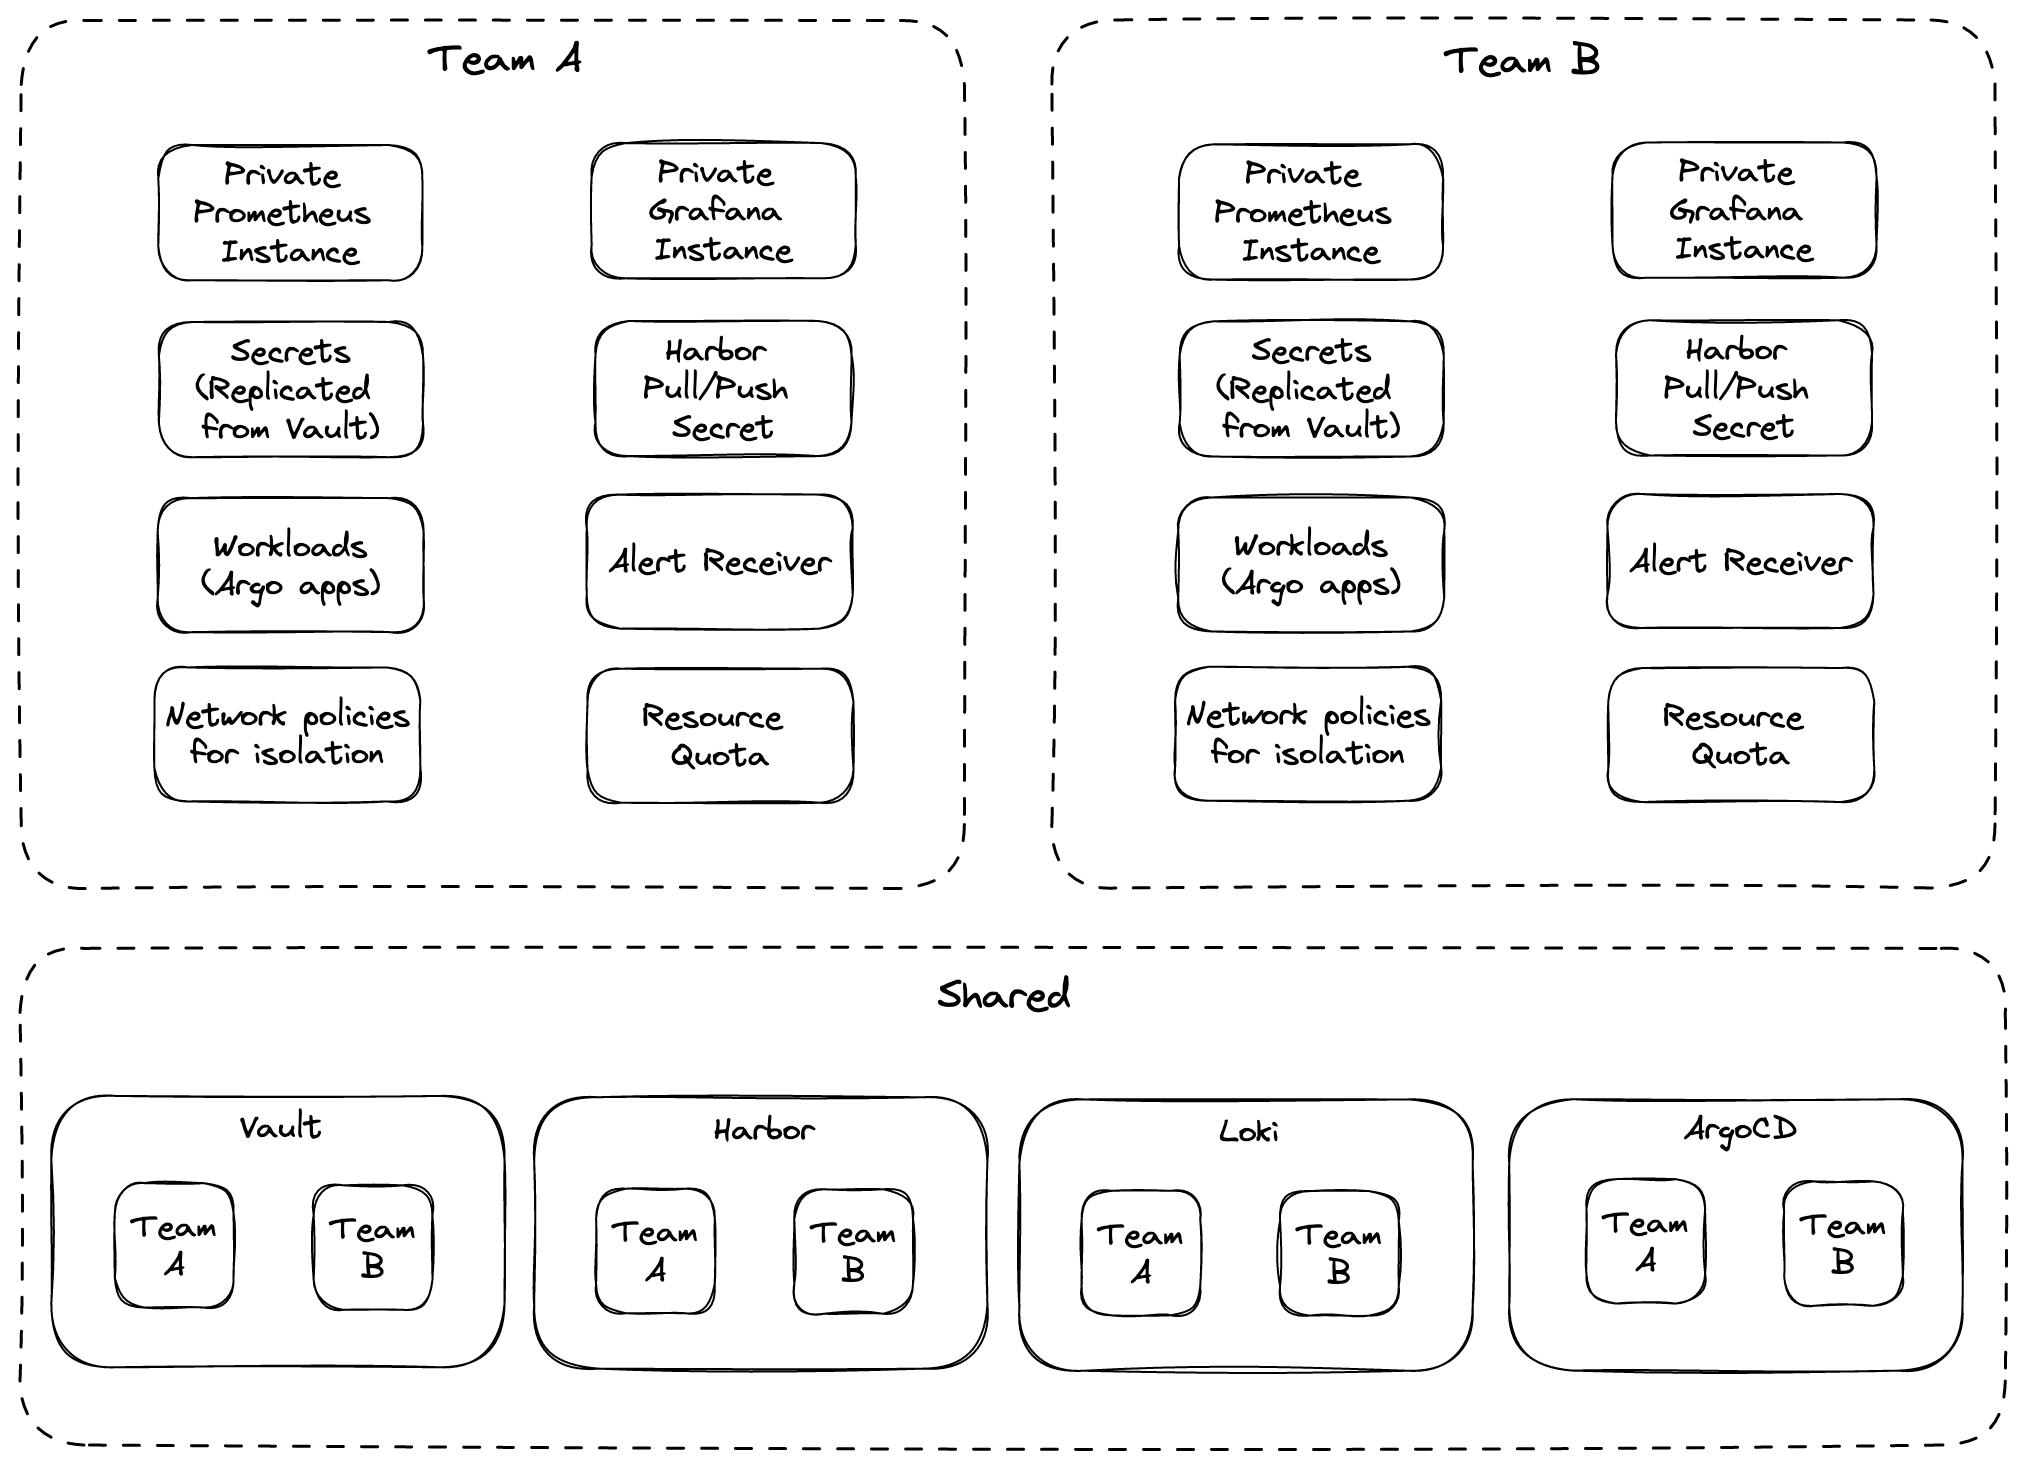 Team A
Private
Prometheus
Instance
Private
Grafana
Instance
Secrets
(Replicated
from Vault)
Harbor
Pull/Push
Secret
Workloads
(Argo apps)
Alert Receiver
Network policies
for isolation
Resource
Quota
Team B
Private
Prometheus
Instance
Private
Grafana
Instance
Secrets
(Replicated
from Vault)
Harbor
Pull/Push
Secret
Workloads
(Argo apps)
Alert Receiver
Network policies
for isolation
Resource
Quota
Shared
Vault
Team
A
Team
B
Harbor
Team
A
Team
B
Loki
Team
A
Team
B
ArgoCD
Team
A
Team
B